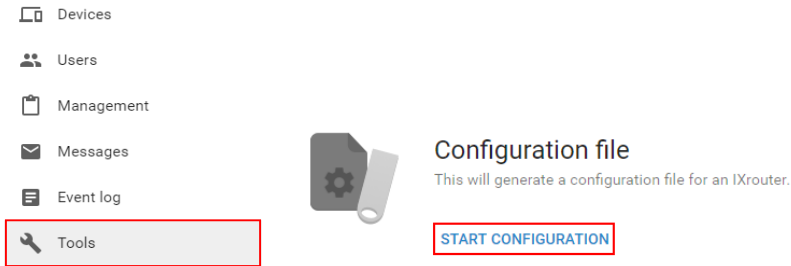 Devices
Users
Management
Messages
Event log
Tools
Configuration file
This will generate a configuration file for an IXrouter.
START CONFIGURATION